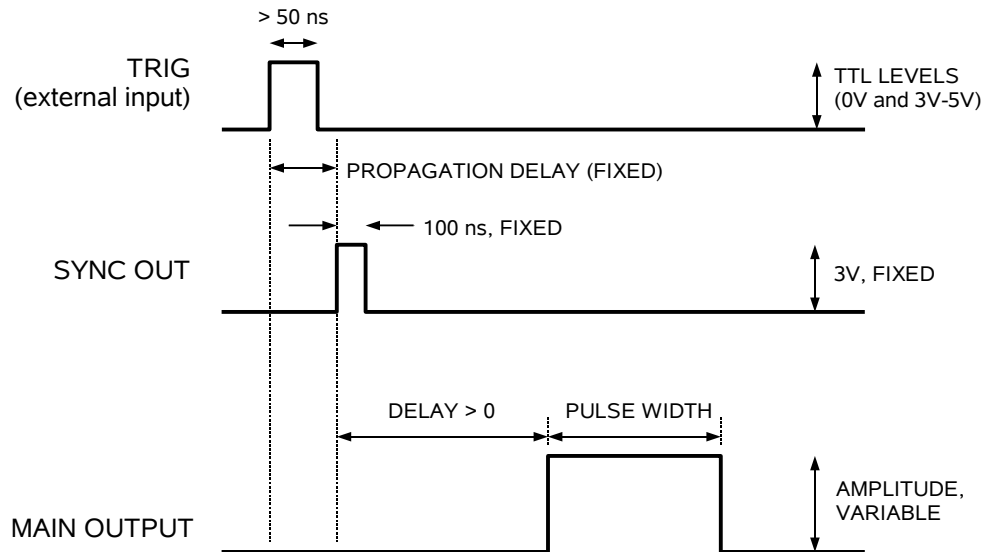 > 50 ns
TRIG
(external input)
TTL LEVELS
(0V and 3V-5V)
PROPAGATION DELAY (FIXED)
100 ns, FIXED
SYNC OUT
3V, FIXED
DELAY > 0
PULSE WIDTH
MAIN OUTPUT
AMPLITUDE,
VARIABLE